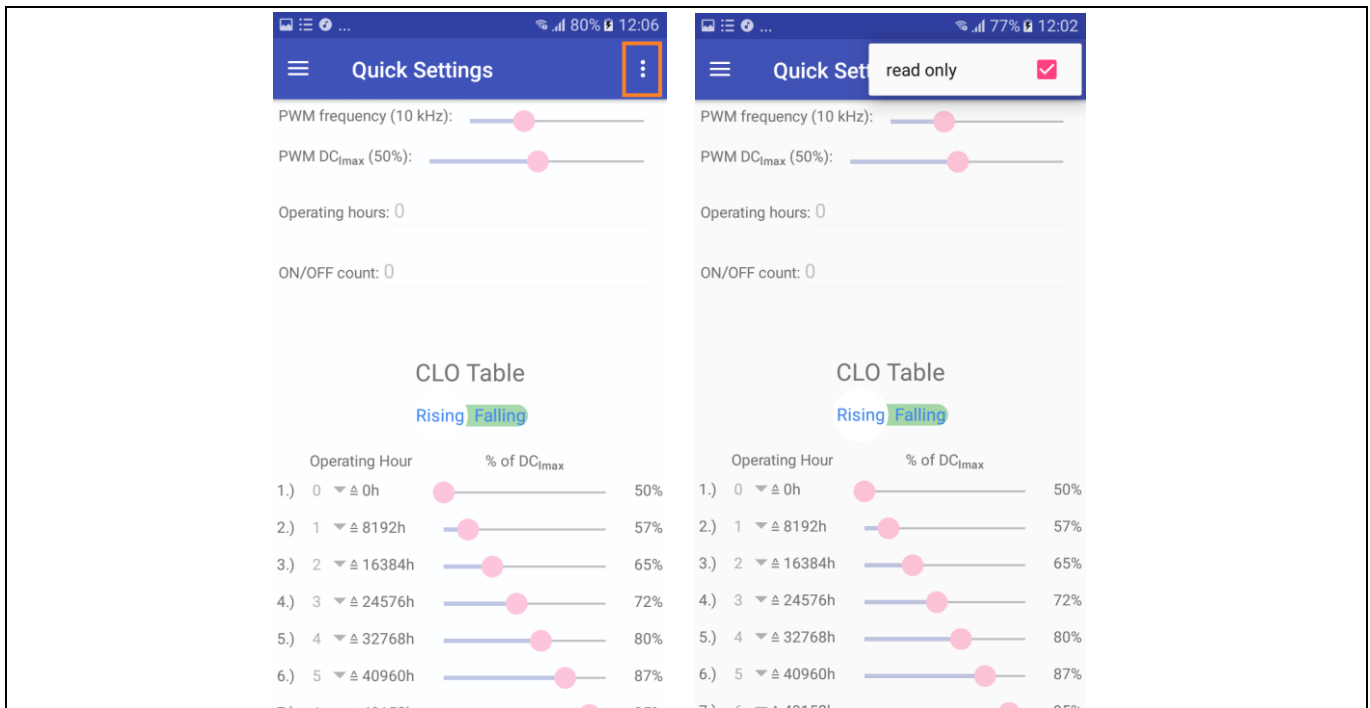 ... 80% 12:06
Quick Settings
PWM frequency (10 kHz):
PWM DCImax (50%):
Operating hours: 0
ON/OFF count: 0
CLO Table
Rising Falling
Operating Hour % of DCImax
1.) 0 ≙ 0h 50%
2.) 1 ≙ 8192h 57%
3.) 2 ≙ 16384h 65%
4.) 3 ≙ 24576h 72%
5.) 4 ≙ 32768h 80%
6.) 5 ≙ 40960h 87%
... 77% 12:02
Quick Sett
read only
PWM frequency (10 kHz):
PWM DCImax (50%):
Operating hours: 0
ON/OFF count: 0
CLO Table
Rising Falling
Operating Hour % of DCImax
1.) 0 ≙ 0h 50%
2.) 1 ≙ 8192h 57%
3.) 2 ≙ 16384h 65%
4.) 3 ≙ 24576h 72%
5.) 4 ≙ 32768h 80%
6.) 5 ≙ 40960h 87%